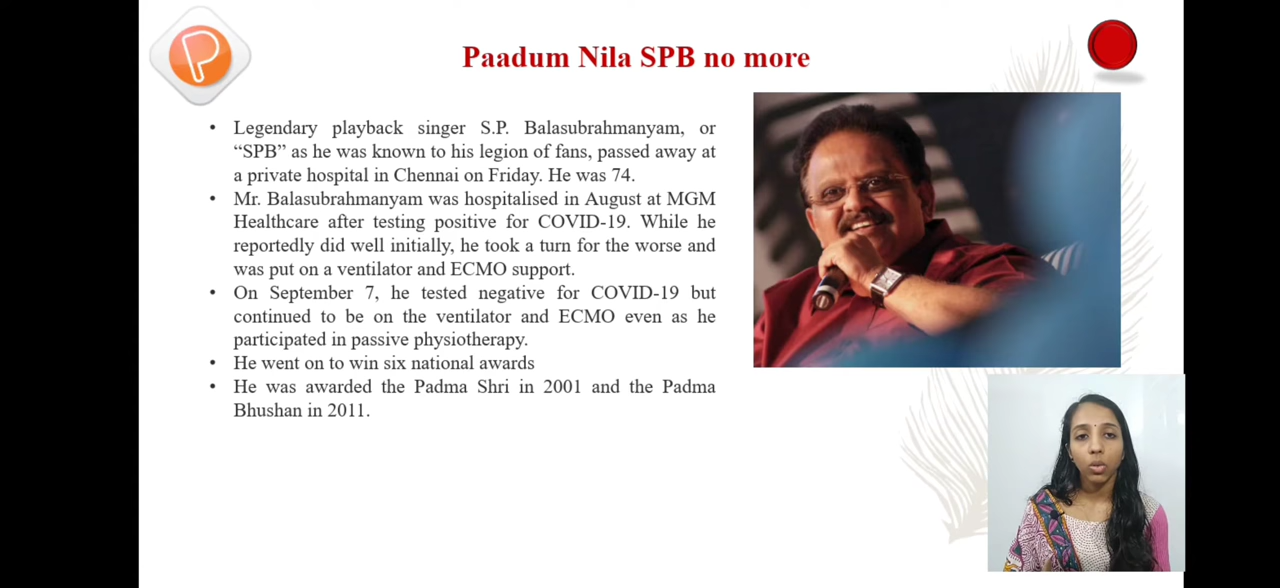 Paadum Nila SPB no more
• Legendary playback singer S.P. Balasubrahmanyam, or
“SPB” as he was known to his legion of fans, passed away at
a private hospital in Chennai on Friday. He was 74.
• Mr. Balasubrahmanyam was hospitalised in August at MGM
Healthcare after testing positive for COVID-19. While he
reportedly did well initially, he took a turn for the worse and
was put on a ventilator and ECMO support.
• On September 7, he tested negative for COVID-19 but
continued to be on the ventilator and ECMO even as he
participated in passive physiotherapy.
• He went on to win six national awards
• He was awarded the Padma Shri in 2001 and the Padma
Bhushan in 2011.